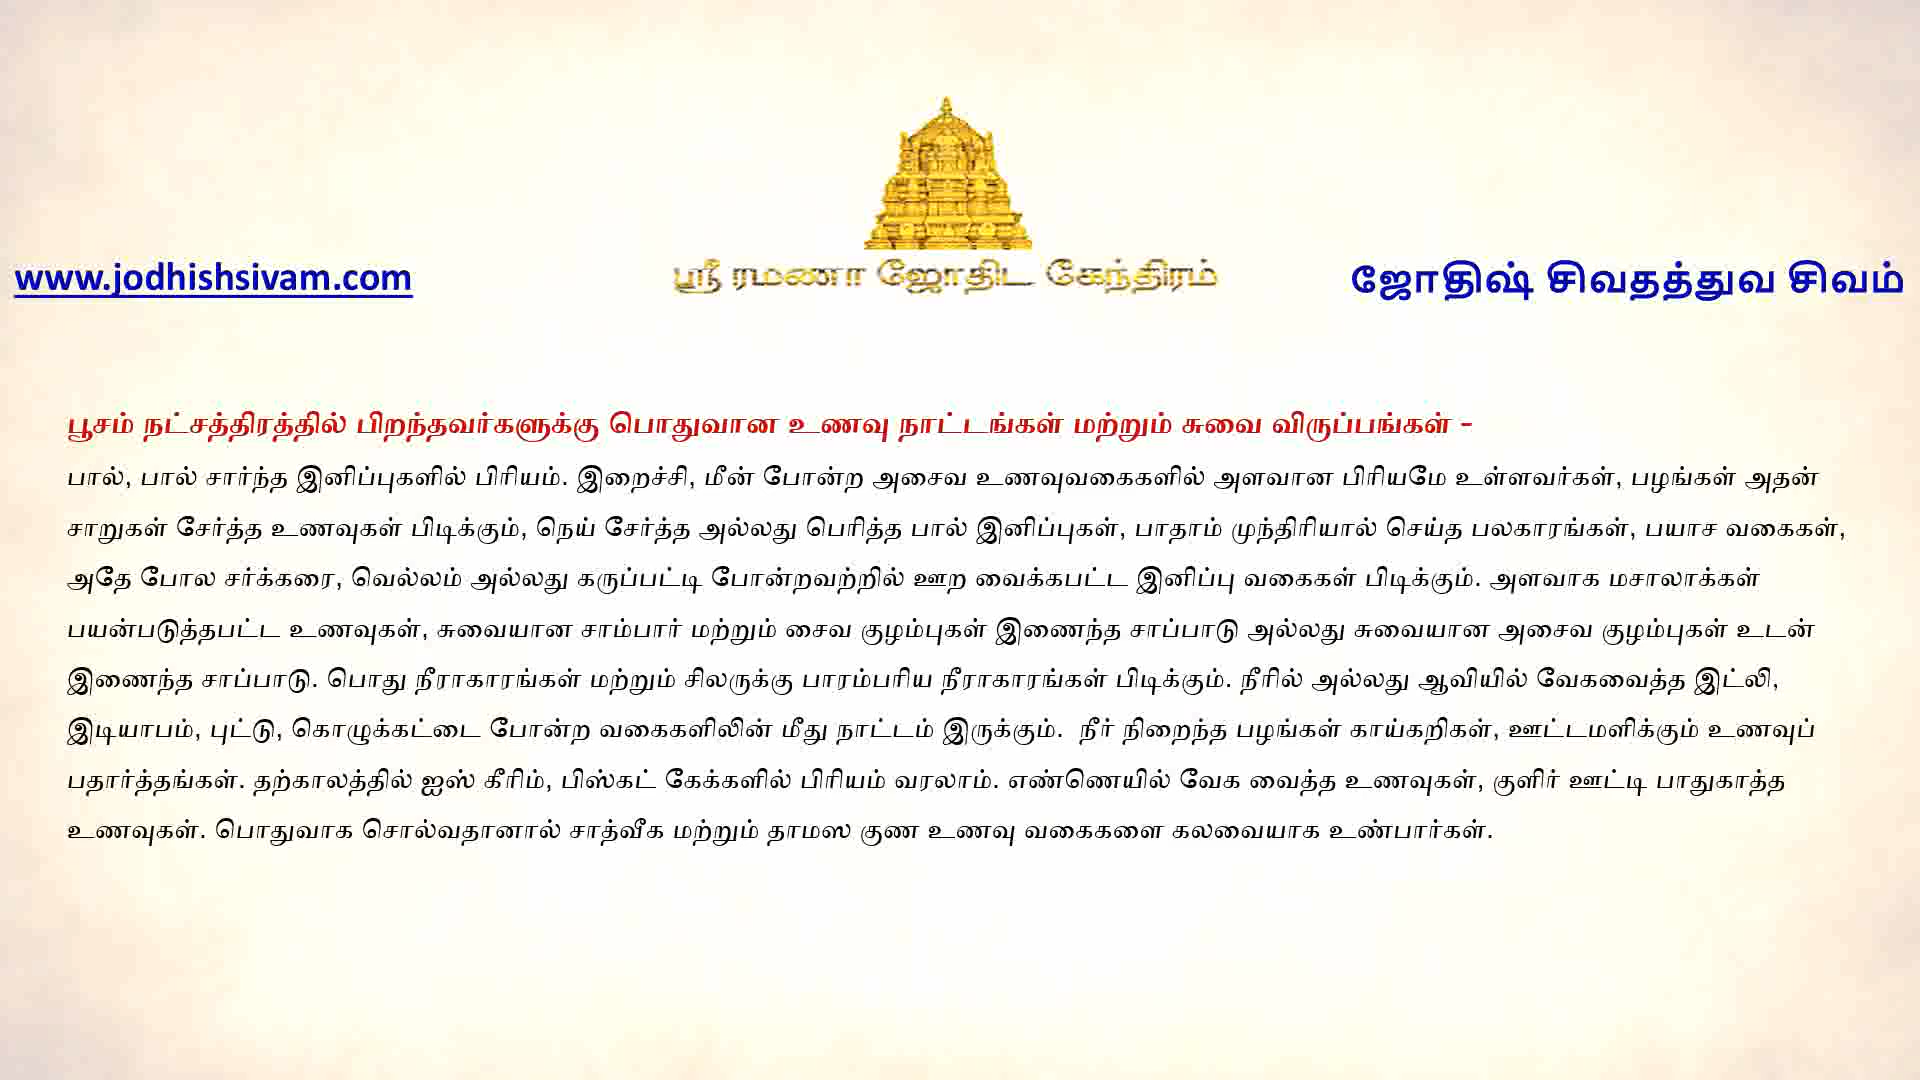 www.jodhishsivam.com
ஸ்ரீ ரமணா ஜோதிட கேந்திரம்
ஜோதிஷ் சிவதத்துவ சிவம்
பூசம் நட்சத்திரத்தில் பிறந்தவர்களுக்கு பொதுவான உணவு நாட்டங்கள் மற்றும் சுவை விருப்பங்கள் -
பால், பால் சார்ந்த இனிப்புகளில் பிரியம். இறைச்சி, மீன் போன்ற அசைவ உணவுவகைகளில் அளவான பிரியமே உள்ளவர்கள், பழங்கள் அதன்
சாறுகள் சேர்த்த உணவுகள் பிடிக்கும், நெய் சேர்த்த அல்லது பெரித்த பால் இனிப்புகள், பாதாம் முந்திரியால் செய்த பலகாரங்கள், பயாச வகைகள்,
அதே போல சர்க்கரை, வெல்லம் அல்லது கருப்பட்டி போன்றவற்றில் ஊற வைக்கபட்ட இனிப்பு வகைகள் பிடிக்கும். அளவாக மசாலாக்கள்
பயன்படுத்தபட்ட உணவுகள், சுவையான சாம்பார் மற்றும் சைவ குழம்புகள் இணைந்த சாப்பாடு அல்லது சுவையான அசைவ குழம்புகள் உடன்
இணைந்த சாப்பாடு. பொது நீராகாரங்கள் மற்றும் சிலருக்கு பாரம்பரிய நீராகாரங்கள் பிடிக்கும். நீரில் அல்லது ஆவியில் வேகவைத்த இட்லி,
இடியாபம், புட்டு, கொழுக்கட்டை போன்ற வகைகளிலின் மீது நாட்டம் இருக்கும். நீர் நிறைந்த பழங்கள் காய்கறிகள், ஊட்டமளிக்கும் உணவுப்
பதார்த்தங்கள். தற்காலத்தில் ஐஸ் கீரிம், பிஸ்கட் கேக்களில் பிரியம் வரலாம். எண்ணெயில் வேக வைத்த உணவுகள், குளிர் ஊட்டி பாதுகாத்த
உணவுகள். பொதுவாக சொல்வதானால் சாத்வீக மற்றும் தாமஸ குண உணவு வகைகளை கலவையாக உண்பார்கள்.